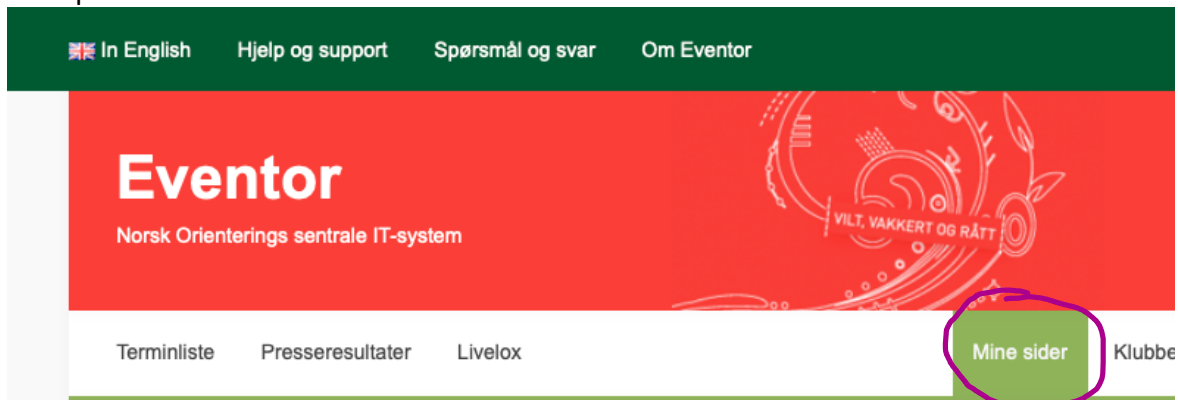 In English Hjelp og support Spørsmål og svar Om Eventor
Eventor
Norsk Orienterings sentrale IT-system
VILT, VAKKERT OG RÅTT
Terminliste Presseresultater Livelox Mine sider Klubbe